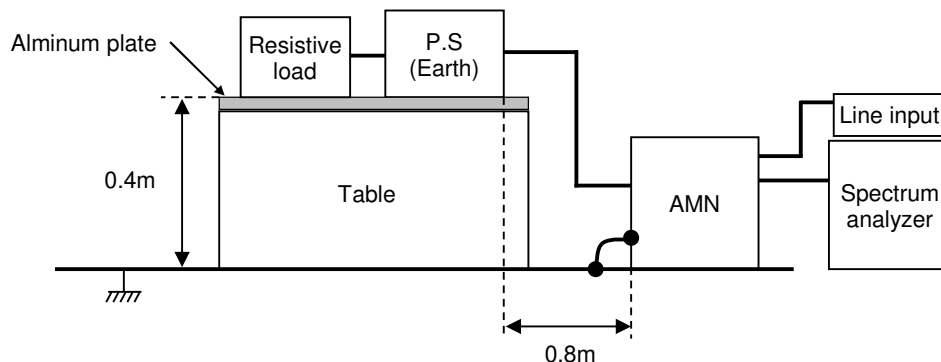 Alminum plate
Resistive
load
P.S
(Earth)
Line input
0.4m
Table
AMN
Spectrum
analyzer
0.8m